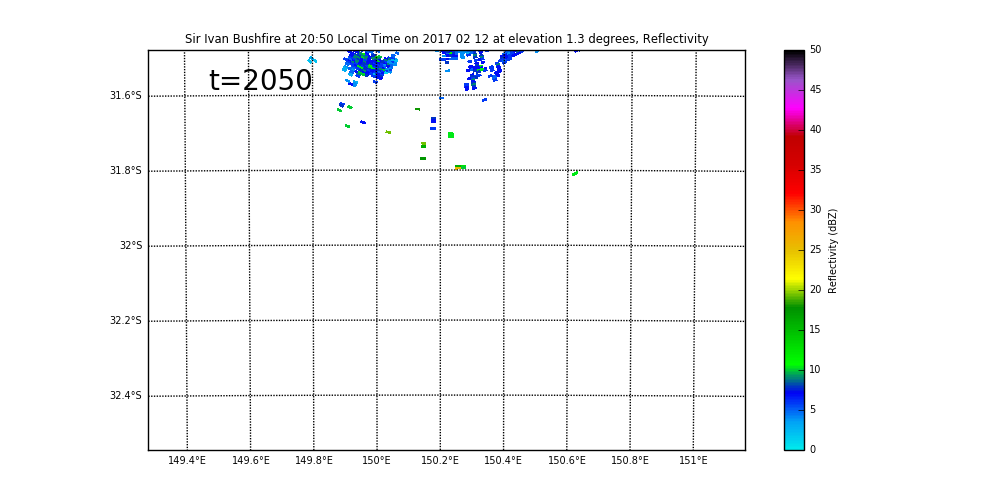 Sir Ivan Bushfire at 20:50 Local Time on 2017 02 12 at elevation 1.3 degrees, Reflectivity
t=2050
31.6°S
31.8°S
32°S
32.2°S
32.4°S
149.4°E 149.6°E 149.8°E 150°E 150.2°E 150.4°E 150.6°E 150.8°E 151°E
50
45
40
35
30
25
20
15
10
5
0
Reflectivity (dBZ)